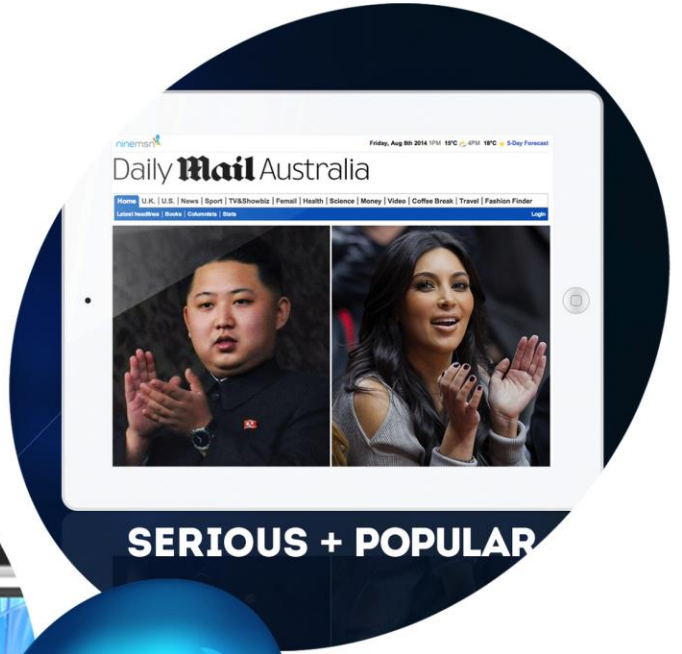 ninemsn
Friday, Aug 8th 2014 1PM 15°C 4PM 18°C 5-Day Forecast
Daily Mail Australia
Home U.K. | U.S. | News | Sport | TV&Showbiz | Femail | Health | Science | Money | Video | Coffee Break | Travel | Fashion Finder
Latest headlines | Books | Columnists | Stats Login
SERIOUS + POPULAR